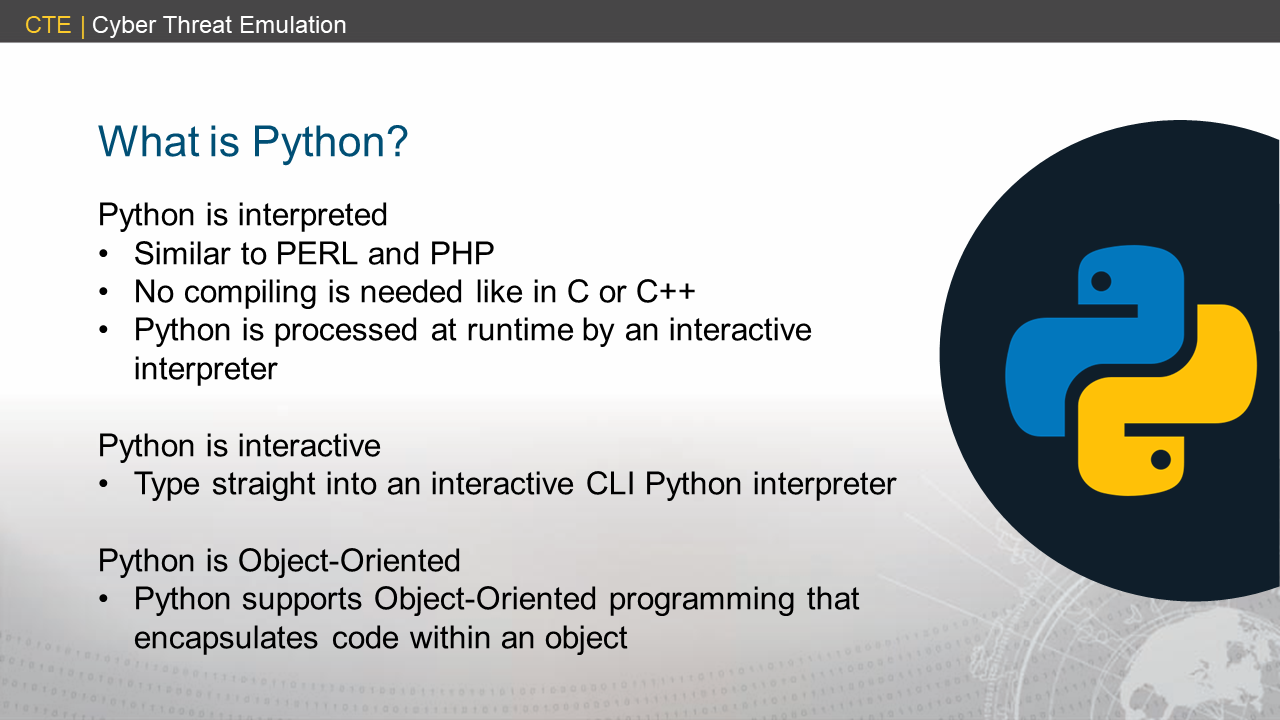 CTE | Cyber Threat Emulation
What is Python?
Python is interpreted
• Similar to PERL and PHP
• No compiling is needed like in C or C++
• Python is processed at runtime by an interactive
interpreter
Python is interactive
• Type straight into an interactive CLI Python interpreter
Python is Object-Oriented
• Python supports Object-Oriented programming that
encapsulates code within an object